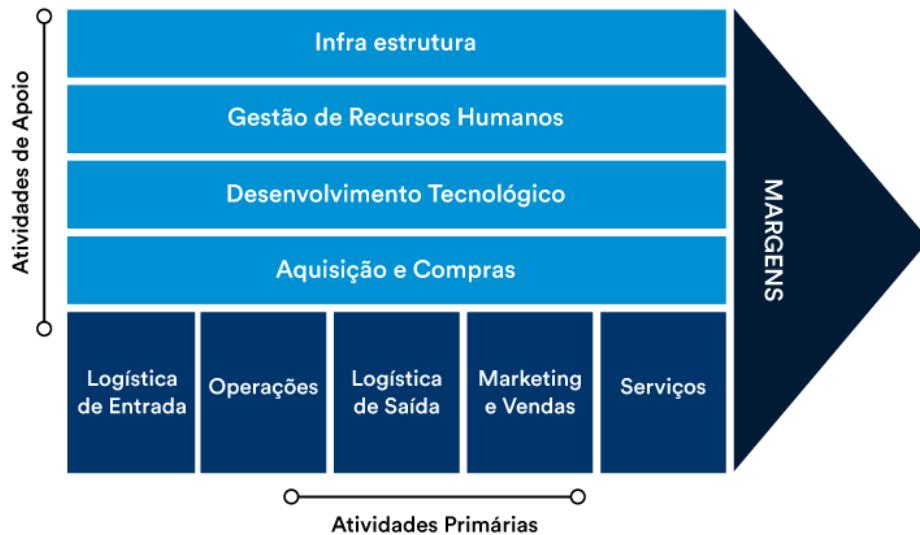 Atividades de Apoio
Infra estrutura
Gestão de Recursos Humanos
Desenvolvimento Tecnológico
Aquisição e Compras
MARGENS
Logística
de Entrada
Operações
Logística
de Saída
Marketing
e Vendas
Serviços
Atividades Primárias